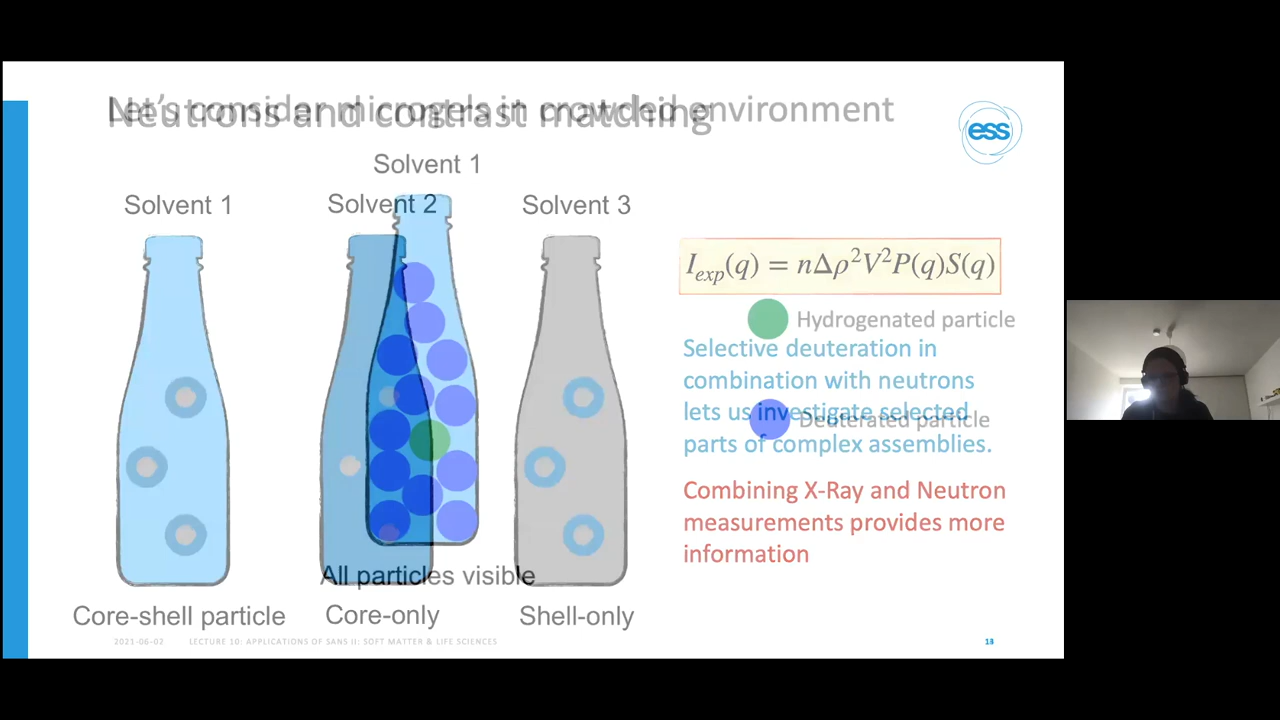 Let's consider microgels in crowded environment
Neutrons and contrast matching
ess
Solvent 1
Solvent 1
Solvent 2
Solvent 3
I_exp(q) = nΔρ²V²P(q)S(q)
Hydrogenated particle
Selective deuteration in
combination with neutrons
lets us investigate selected
Deuterated particle
parts of complex assemblies.
Combining X-Ray and Neutron
measurements provides more
information
All particles visible
Core-shell particle
Core-only
Shell-only
2021-06-02 LECTURE 10: APPLICATIONS OF SANS II: SOFT MATTER & LIFE SCIENCES